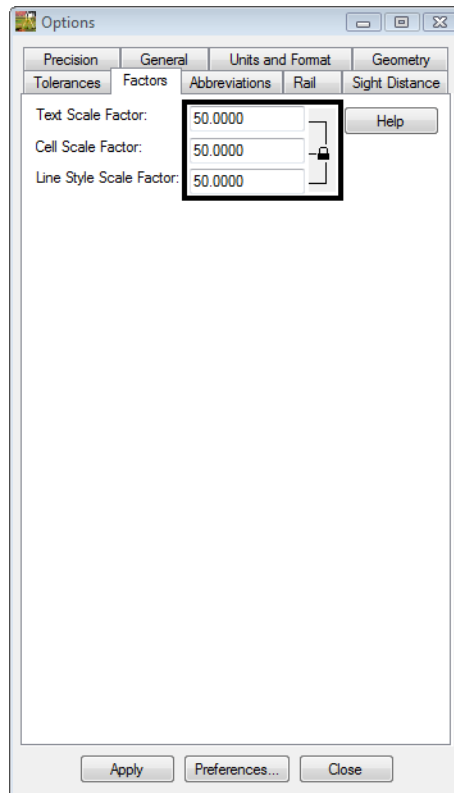 Options
Precision General Units and Format Geometry
Tolerances Factors Abbreviations Rail Sight Distance
Text Scale Factor: 50.0000 Help
Cell Scale Factor: 50.0000
Line Style Scale Factor: 50.0000
Apply Preferences... Close